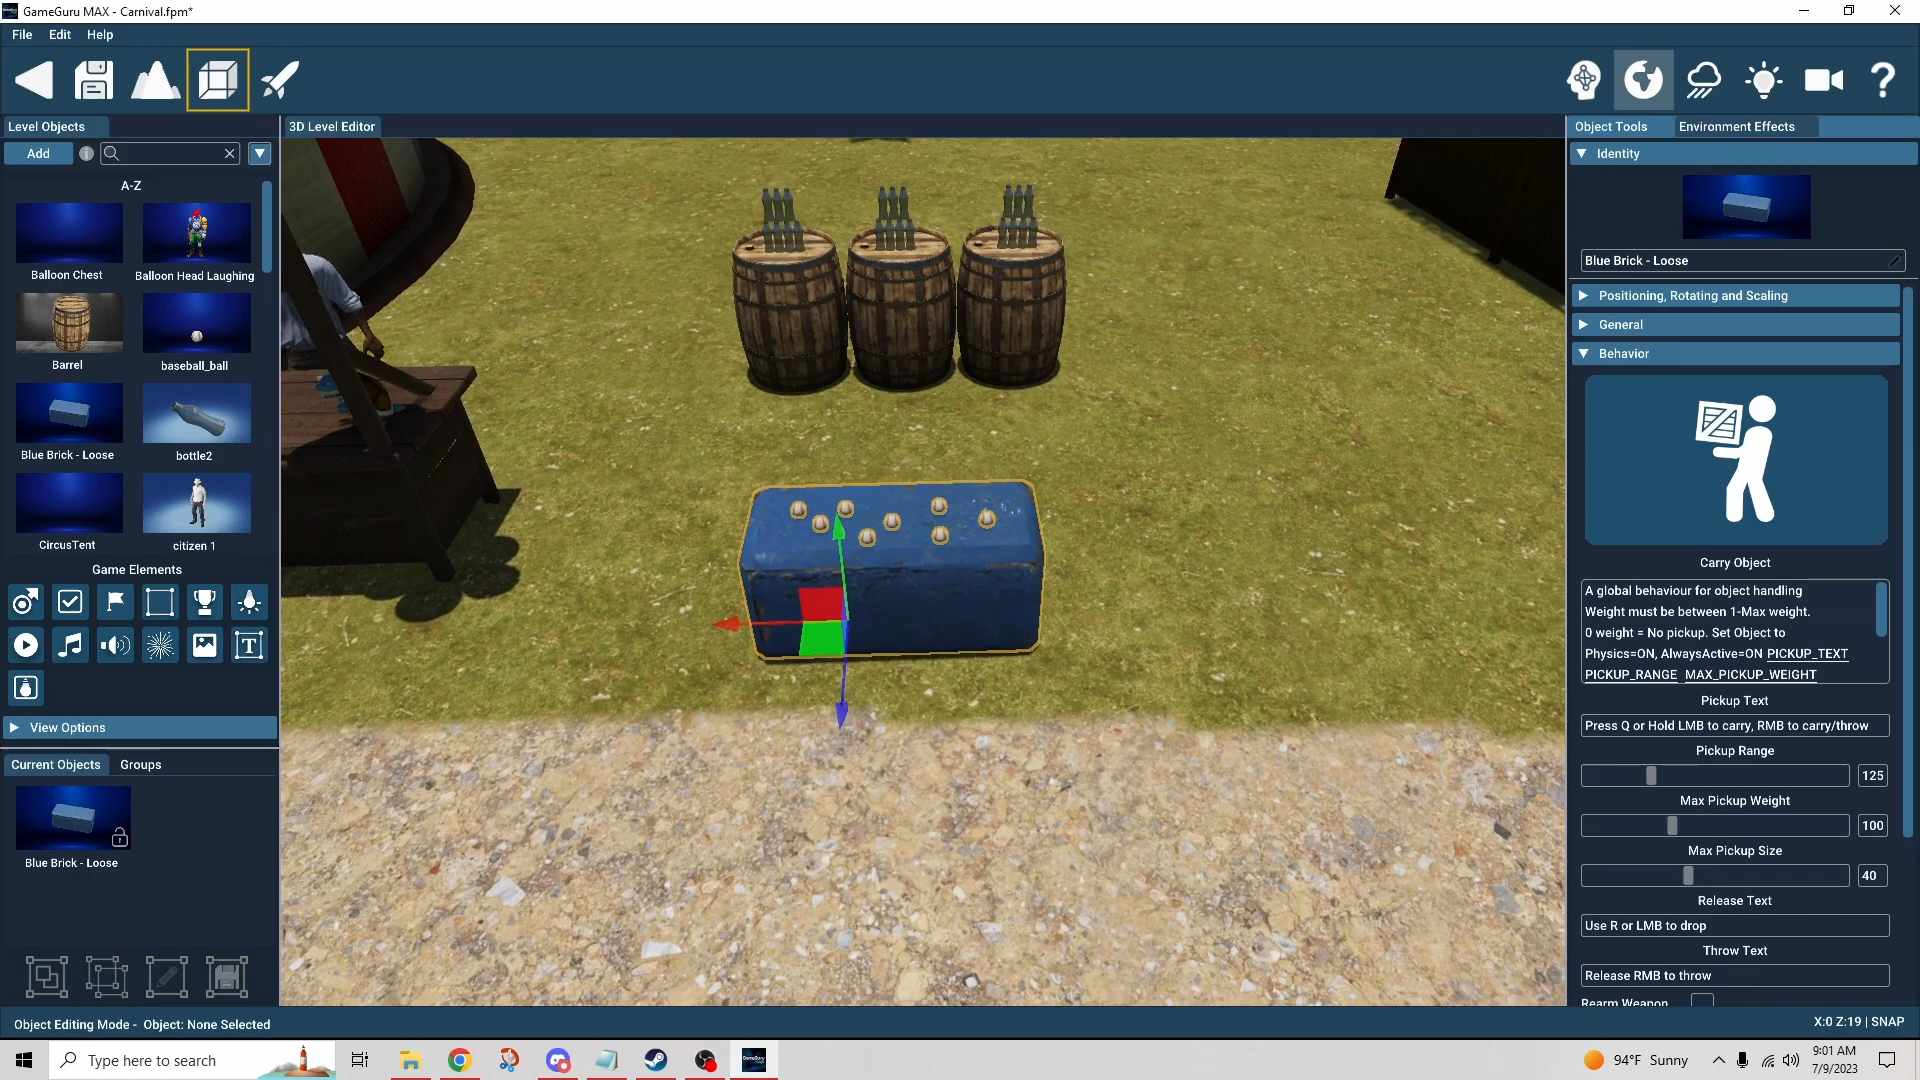 GameGuru MAX - Carnival.fpm*
File Edit Help
Level Objects
3D Level Editor
Object Tools
Environment Effects
Add
A-Z
Balloon Chest
Balloon Head Laughing
Barrel
baseball_ball
Blue Brick - Loose
bottle2
CircusTent
citizen 1
Game Elements
View Options
Current Objects
Groups
Blue Brick - Loose
Identity
Blue Brick - Loose
Positioning, Rotating and Scaling
General
Behavior
Carry Object
A global behaviour for object handling
Weight must be between 1-Max weight.
0 weight = No pickup. Set Object to
Physics=ON, AlwaysActive=ON PICKUP_TEXT
PICKUP_RANGE MAX_PICKUP_WEIGHT
Pickup Text
Press Q or Hold LMB to carry, RMB to carry/throw
Pickup Range
125
Max Pickup Weight
100
Max Pickup Size
40
Release Text
Use R or LMB to drop
Throw Text
Release RMB to throw
Rearm Weapon
Object Editing Mode - Object: None Selected
X:0 Z:19 | SNAP
Type here to search
94°F Sunny
9:01 AM
7/9/2023